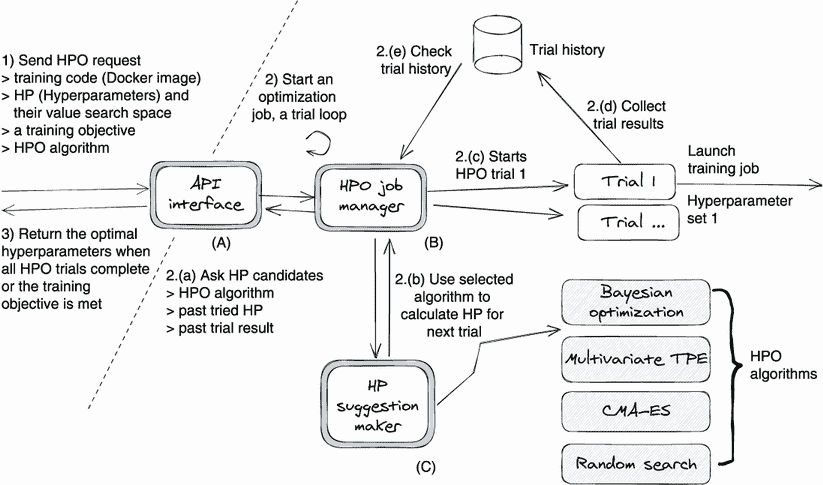 1) Send HPO request
> training code (Docker image)
> HP (Hyperparameters) and
their value search space
> a training objective
> HPO algorithm
2) Start an
optimization
job, a trial loop
2.(e) Check
trial history
Trial history
2.(d) Collect
trial results
2.(c) Starts
HPO trial 1
Trial 1
Trial ...
Launch
training job
Hyperparameter
set 1
API
interface
(A)
HPO job
manager
(B)
3) Return the optimal
hyperparameters when
all HPO trials complete
or the training
objective is met
2.(a) Ask HP candidates
> HPO algorithm
> past tried HP
> past trial result
2.(b) Use selected
algorithm to
calculate HP for
next trial
HP
suggestion
maker
(C)
Bayesian
optimization
Multivariate TPE
CMA-ES
Random search
HPO
algorithms